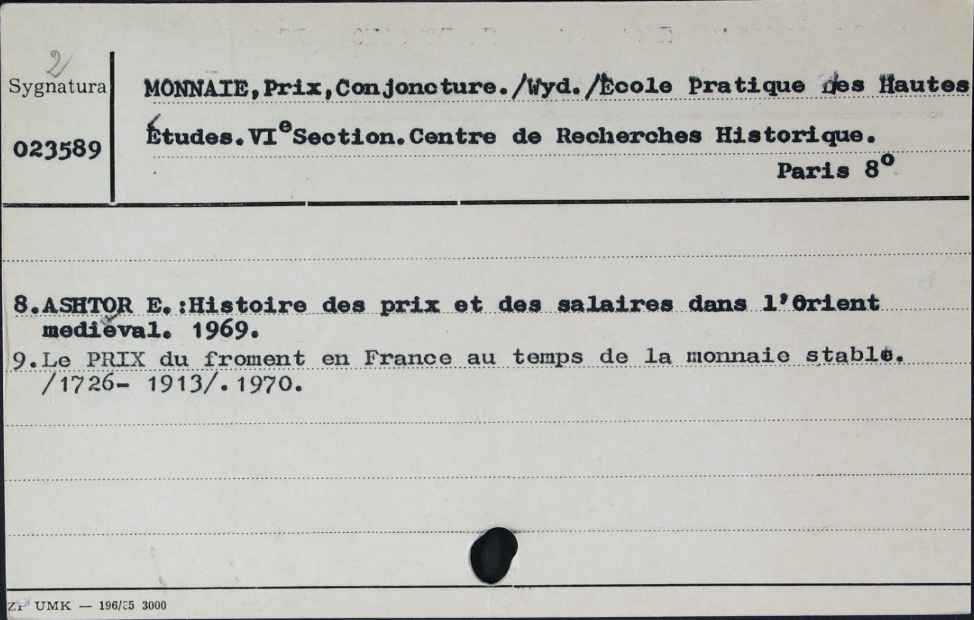 2
Sygnatura
023589
MONNAIE,Prix,Conjoncture./Wyd./École Pratique des Hautes
Études.VIe Section.Centre de Recherches Historique.
Paris 8o
8.ASHTOR E.:Histoire des prix et des salaires dans l'Orient
mediéval. 1969.
9.Le PRIX du froment en France au temps de la monnaie stable.
/1726- 1913/.1970.
UMK — 196/ 3000